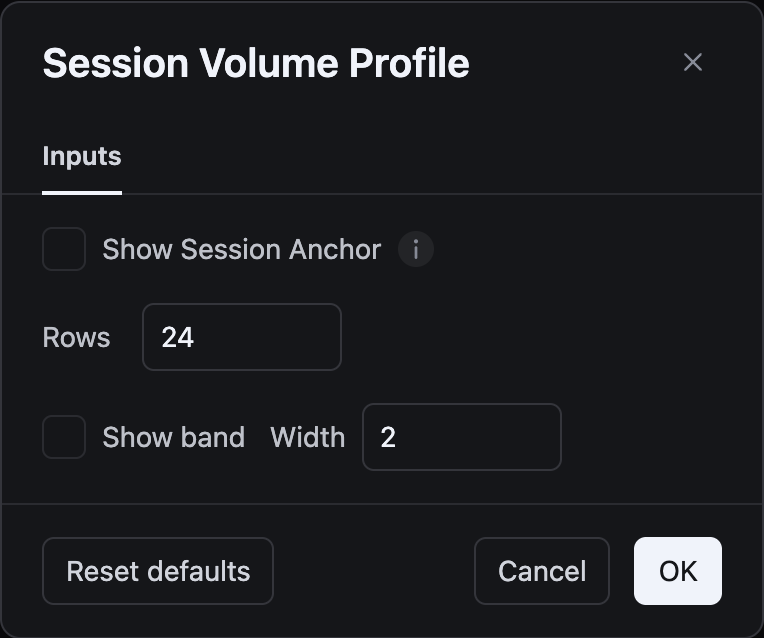 Session Volume Profile
Inputs
Show Session Anchor
Rows 24
Show band Width 2
Reset defaults Cancel OK